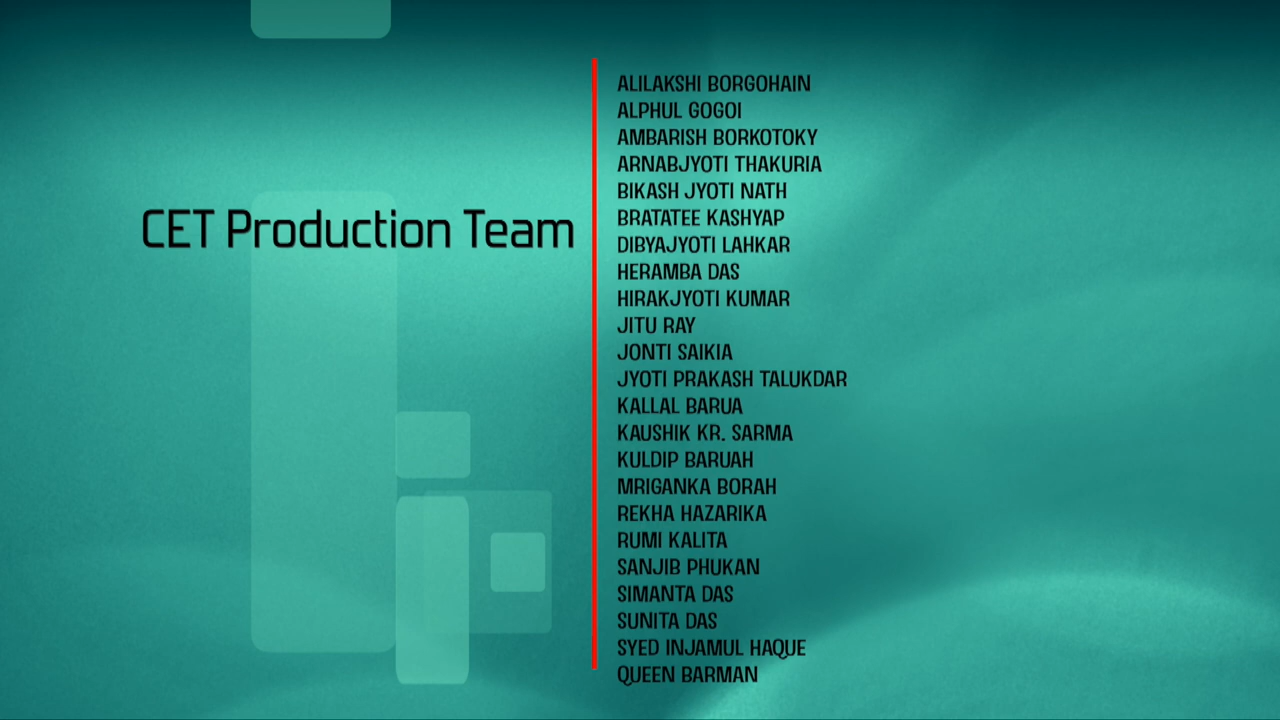 CET Production Team
ALILAKSHI BORGOHAIN
ALPHUL GOGOI
AMBARISH BORKOTOKY
ARNABJYOTI THAKURIA
BIKASH JYOTI NATH
BRATATEE KASHYAP
DIBYAJYOTI LAHKAR
HERAMBA DAS
HIRAKJYOTI KUMAR
JITU RAY
JONTI SAIKIA
JYOTI PRAKASH TALUKDAR
KALLAL BARUA
KAUSHIK KR. SARMA
KULDIP BARUAH
MRIGANKA BORAH
REKHA HAZARIKA
RUMI KALITA
SANJIB PHUKAN
SIMANTA DAS
SUNITA DAS
SYED INJAMUL HAQUE
QUEEN BARMAN